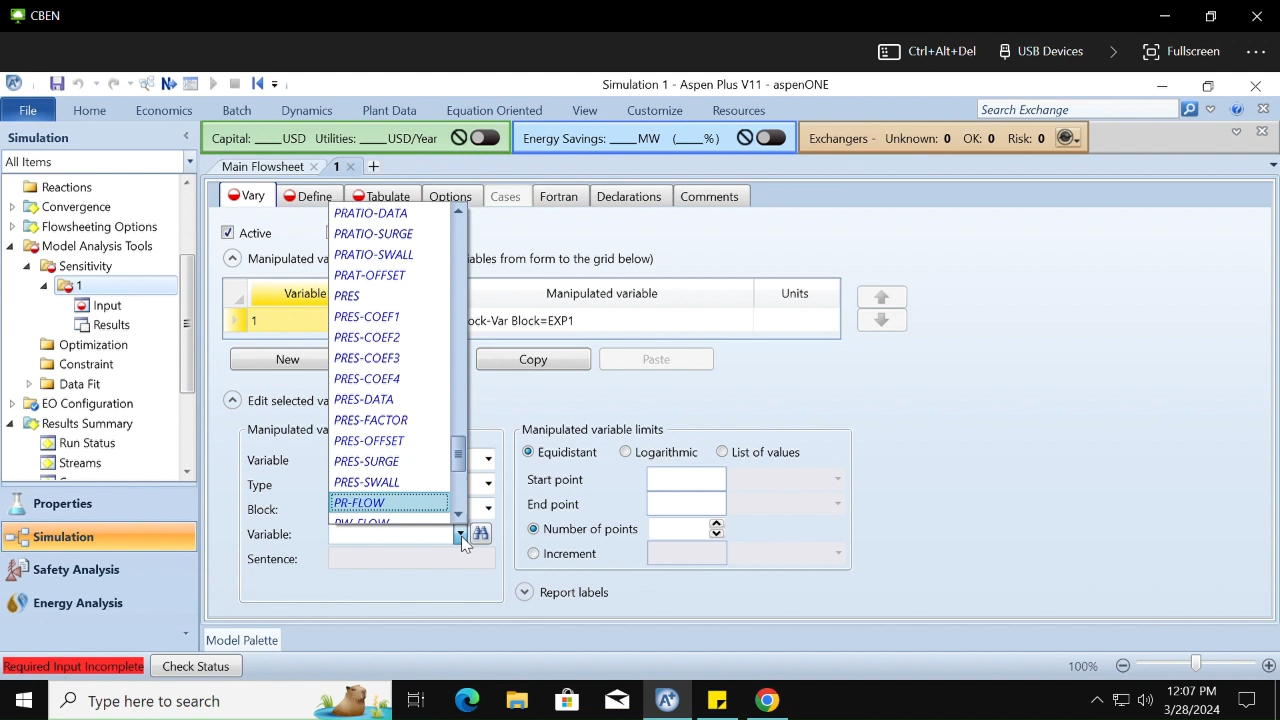 CBEN
Ctrl+Alt+Del USB Devices Fullscreen
Simulation 1 - Aspen Plus V11 - aspenONE
File Home Economics Batch Dynamics Plant Data Equation Oriented View Customize Resources Search Exchange
Simulation
Capital: ____USD Utilities: ____USD/Year Energy Savings: ____MW (____%) Exchangers - Unknown: 0 OK: 0 Risk: 0
All Items
Main Flowsheet 1
Reactions
Convergence
Flowsheeting Options
Model Analysis Tools
Sensitivity
1
Input
Results
Optimization
Constraint
Data Fit
EO Configuration
Results Summary
Run Status
Streams
Properties
Simulation
Safety Analysis
Energy Analysis
Vary Define Tabulate Options Cases Fortran Declarations Comments
Active
Manipulated va
iables from form to the grid below)
Variable Manipulated variable Units
1 ock-Var Block=EXP1
New Copy Paste
Edit selected va
Manipulated va
Variable
Type
Block:
Variable:
Sentence:
PRATIO-DATA
PRATIO-SURGE
PRATIO-SWALL
PRAT-OFFSET
PRES
PRES-COEF1
PRES-COEF2
PRES-COEF3
PRES-COEF4
PRES-DATA
PRES-FACTOR
PRES-OFFSET
PRES-SURGE
PRES-SWALL
PR-FLOW
PW-FLOW
Manipulated variable limits
Equidistant Logarithmic List of values
Start point
End point
Number of points
Increment
Report labels
Model Palette
Required Input Incomplete Check Status 100%
Type here to search
12:07 PM
3/28/2024